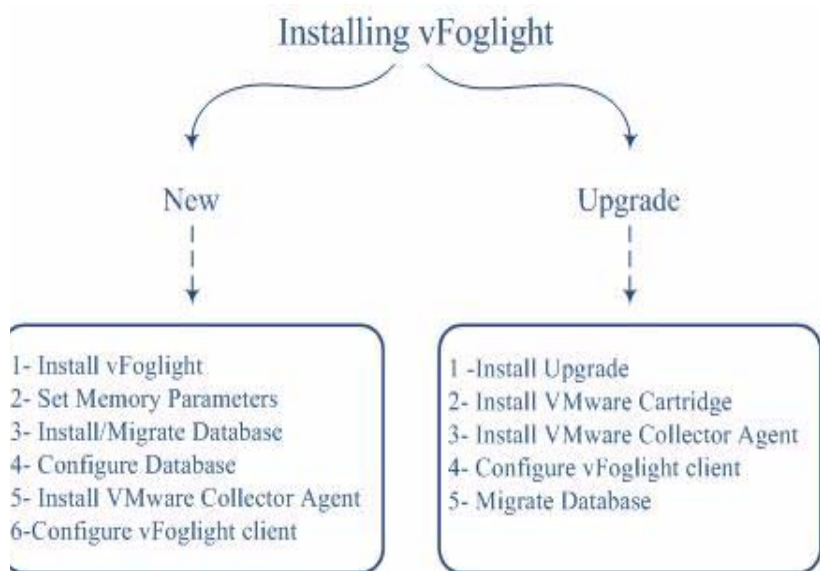 Installing vFoglight
New
Upgrade
1- Install vFoglight
2- Set Memory Parameters
3- Install/Migrate Database
4- Configure Database
5- Install VMware Collector Agent
6-Configure vFoglight client
1 -Install Upgrade
2- Install VMware Cartridge
3- Install VMware Collector Agent
4- Configure vFoglight client
5- Migrate Database